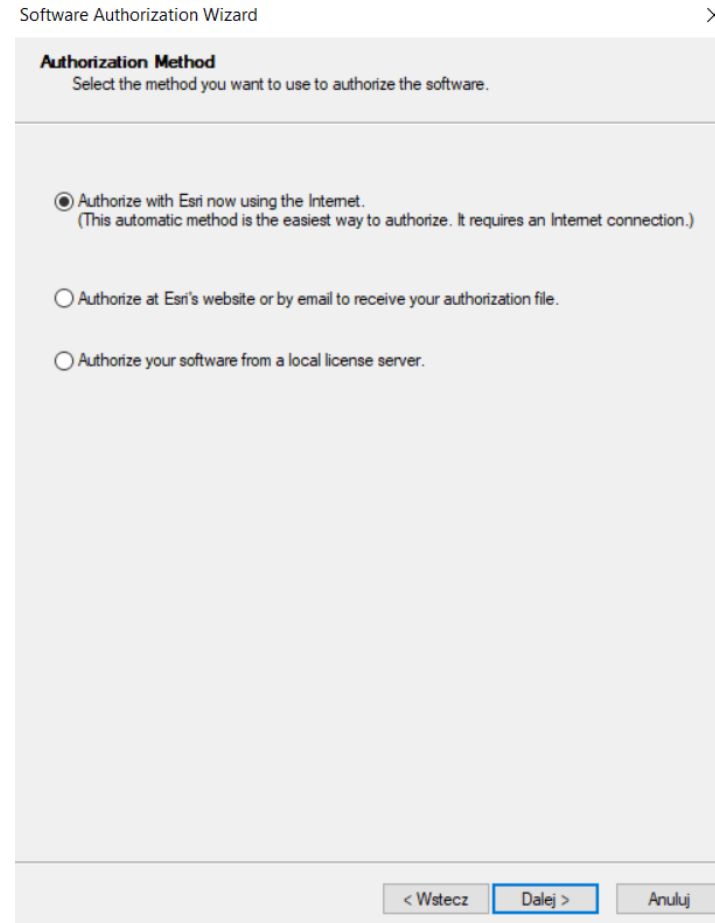 Software Authorization Wizard
Authorization Method
Select the method you want to use to authorize the software.
Authorize with Esri now using the Internet.
(This automatic method is the easiest way to authorize. It requires an Internet connection.)
Authorize at Esri's website or by email to receive your authorization file.
Authorize your software from a local license server.
< Wstecz
Dalej >
Anuluj